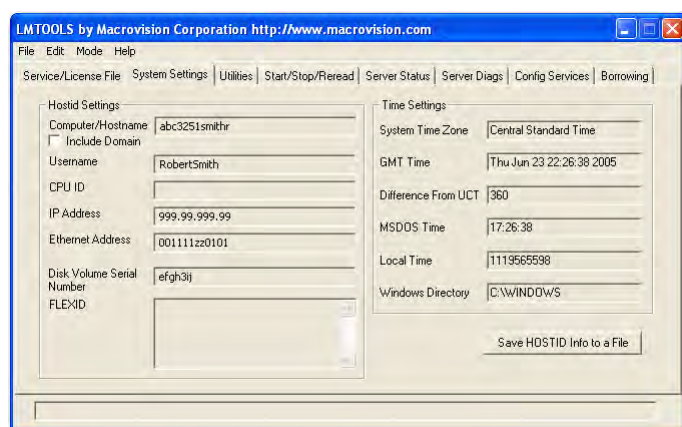 LMTOOLS by Macrovision Corporation http://www.macrovision.com
File Edit Mode Help
Service/License File System Settings Utilities Start/Stop/Reread Server Status Server Diags Config Services Borrowing
Hostid Settings
Computer/Hostname abc3251smithr
Include Domain
Username RobertSmith
CPU ID
IP Address 999.99.999.99
Ethernet Address 001111zz0101
Disk Volume Serial
Number efgh3ij
FLEXID
Time Settings
System Time Zone Central Standard Time
GMT Time Thu Jun 23 22:26:38 2005
Difference From UCT 360
MSDOS Time 17:26:38
Local Time 1119565598
Windows Directory C:\WINDOWS
Save HOSTID Info to a File